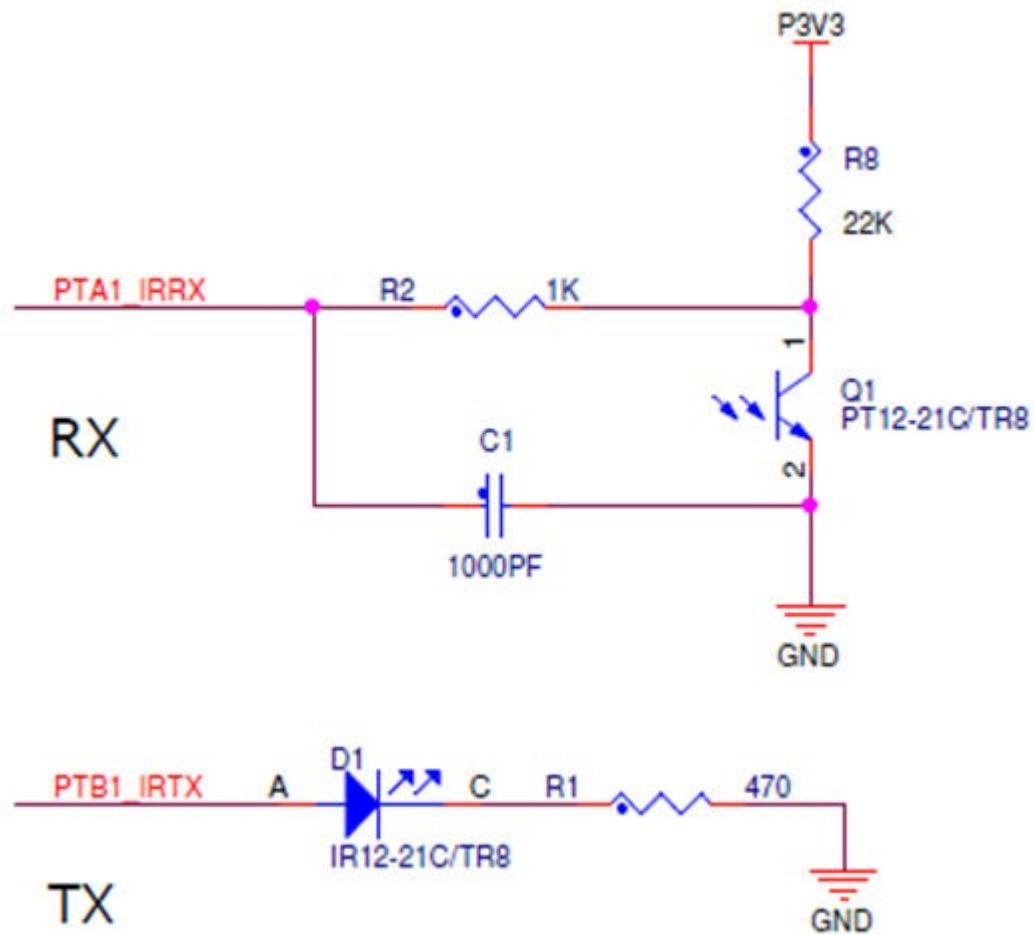 P3V3
R8
22K
PTA1_IRRX
R2
1K
1
RX
Q1
PT12-21C/TR8
C1
2
1000PF
GND
D1
PTB1_IRTX
A
C
R1
470
IR12-21C/TR8
TX
GND